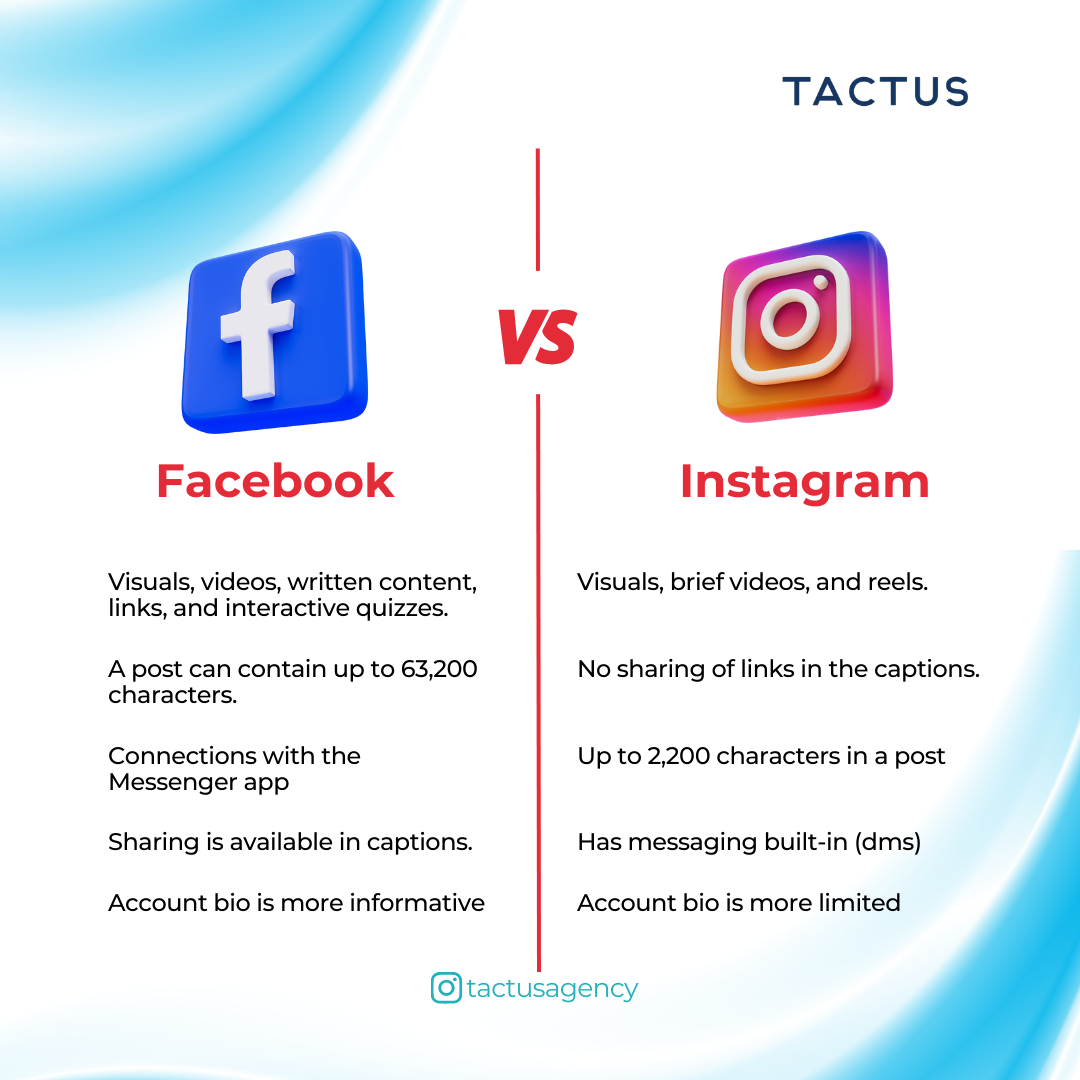 TACTUS
VS
Facebook
Visuals, videos, written content,
links, and interactive quizzes.
A post can contain up to 63,200
characters.
Connections with the
Messenger app
Sharing is available in captions.
Account bio is more informative
Instagram
Visuals, brief videos, and reels.
No sharing of links in the captions.
Up to 2,200 characters in a post
Has messaging built-in (dms)
Account bio is more limited
tactusagency